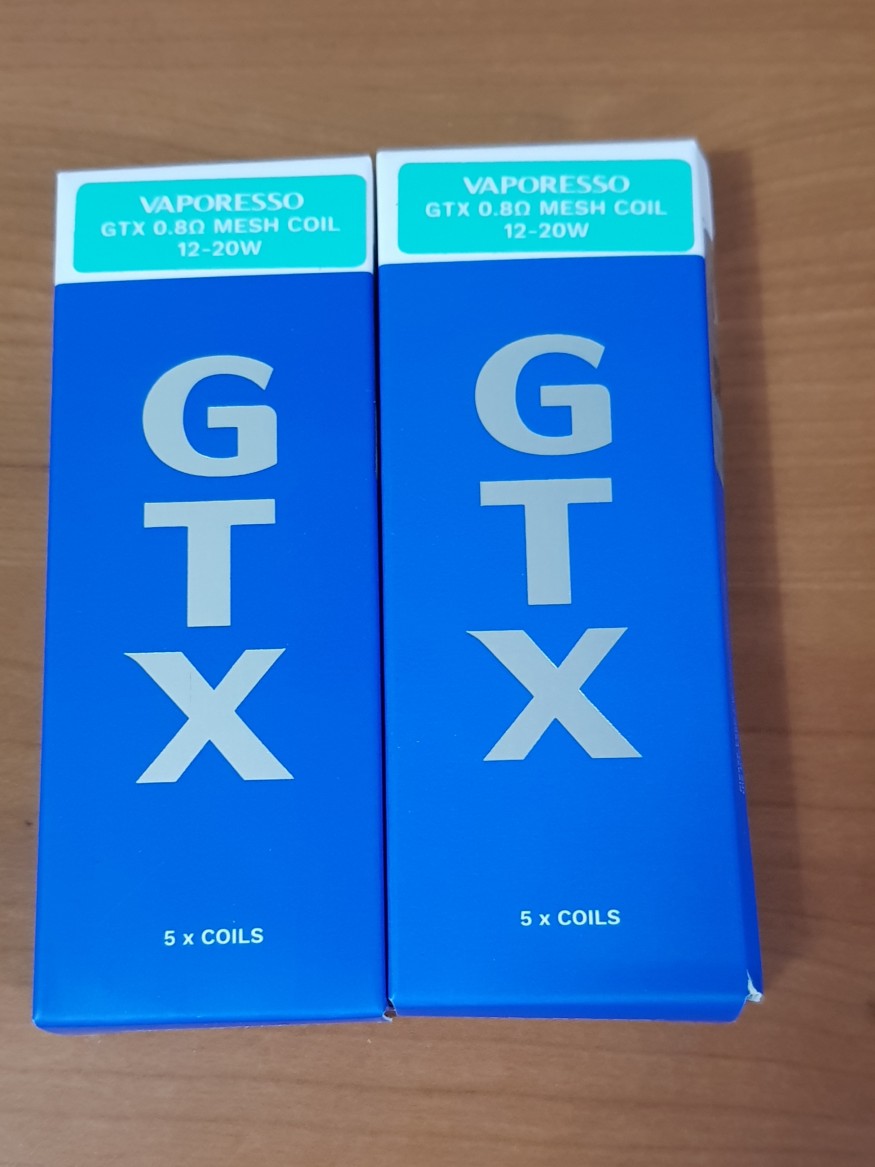 VAPORESSO
GTX 0.8Ω MESH COIL
12-20W
G
T
X
5 x COILS
VAPORESSO
GTX 0.8Ω MESH COIL
12-20W
G
T
X
5 x COILS